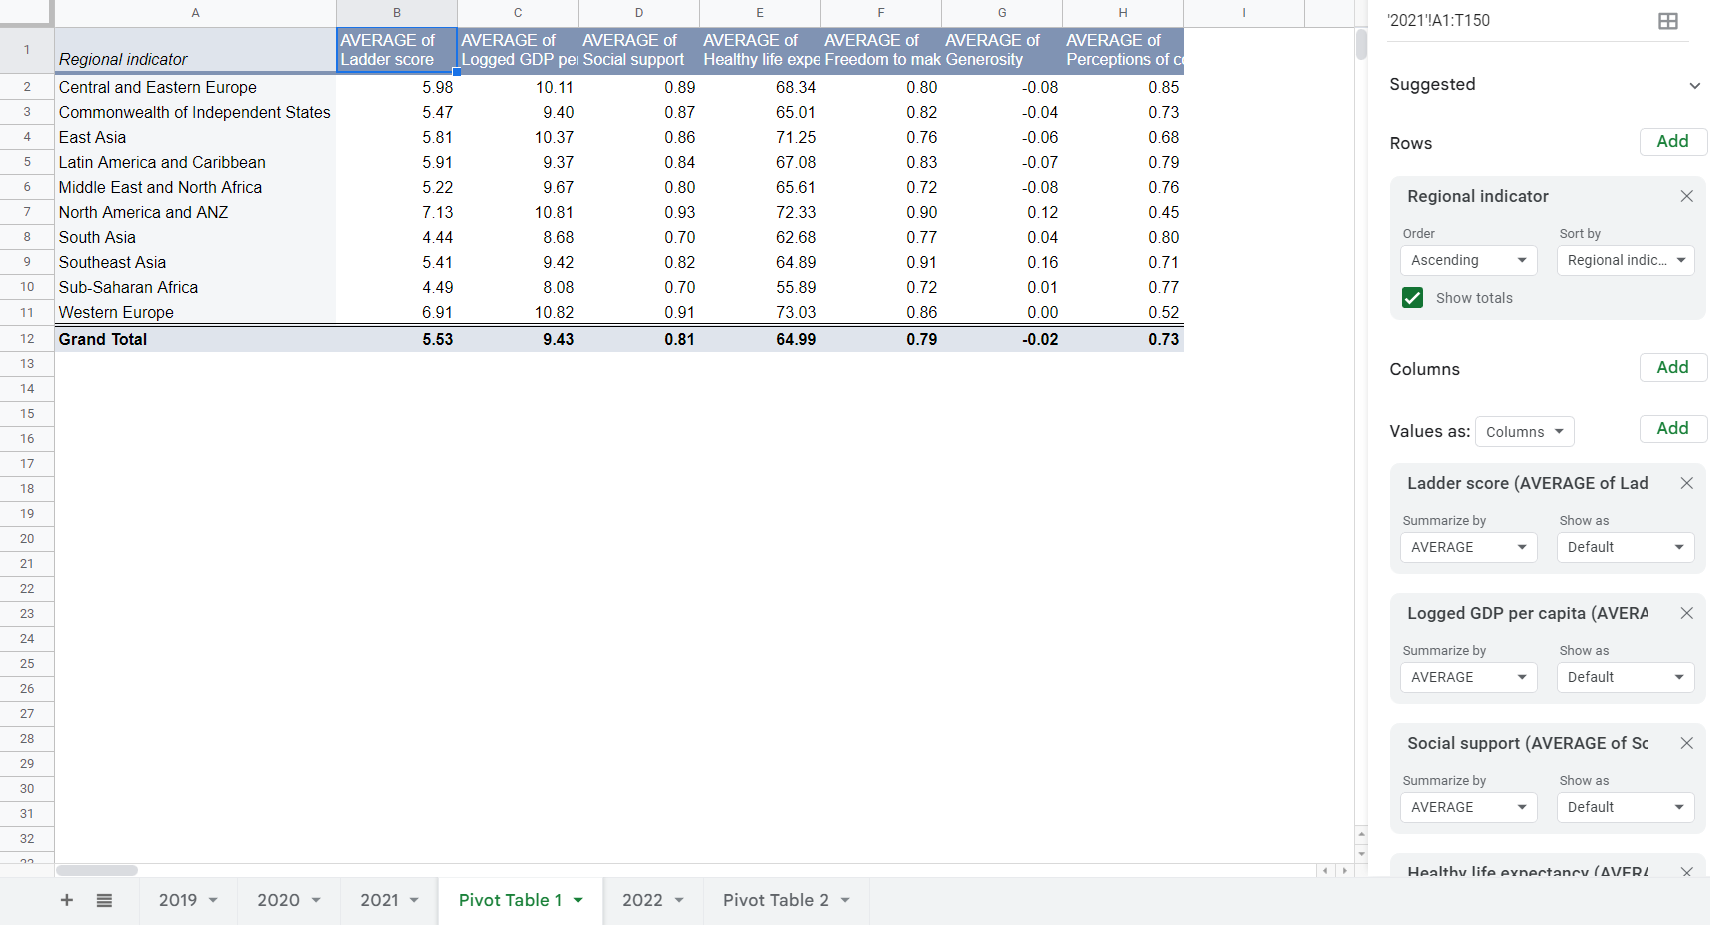 A B C D E F G H I
1 Regional indicator AVERAGE of Ladder score AVERAGE of Logged GDP pe AVERAGE of Social support AVERAGE of Healthy life expe AVERAGE of Freedom to mak AVERAGE of Generosity AVERAGE of Perceptions of c
2 Central and Eastern Europe 5.98 10.11 0.89 68.34 0.80 -0.08 0.85
3 Commonwealth of Independent States 5.47 9.40 0.87 65.01 0.82 -0.04 0.73
4 East Asia 5.81 10.37 0.86 71.25 0.76 -0.06 0.68
5 Latin America and Caribbean 5.91 9.37 0.84 67.08 0.83 -0.07 0.79
6 Middle East and North Africa 5.22 9.67 0.80 65.61 0.72 -0.08 0.76
7 North America and ANZ 7.13 10.81 0.93 72.33 0.90 0.12 0.45
8 South Asia 4.44 8.68 0.70 62.68 0.77 0.04 0.80
9 Southeast Asia 5.41 9.42 0.82 64.89 0.91 0.16 0.71
10 Sub-Saharan Africa 4.49 8.08 0.70 55.89 0.72 0.01 0.77
11 Western Europe 6.91 10.82 0.91 73.03 0.86 0.00 0.52
12 Grand Total 5.53 9.43 0.81 64.99 0.79 -0.02 0.73
13
14
15
16
17
18
19
20
21
22
23
24
25
26
27
28
29
30
31
32
'2021'!A1:T150
Suggested
Rows Add
Regional indicator
Order Sort by
Ascending Regional indic...
Show totals
Columns Add
Values as: Columns Add
Ladder score (AVERAGE of Lad
Summarize by Show as
AVERAGE Default
Logged GDP per capita (AVERA
Summarize by Show as
AVERAGE Default
Social support (AVERAGE of Sc
Summarize by Show as
AVERAGE Default
Healthy life expectancy (AVERA
2019 2020 2021 Pivot Table 1 2022 Pivot Table 2